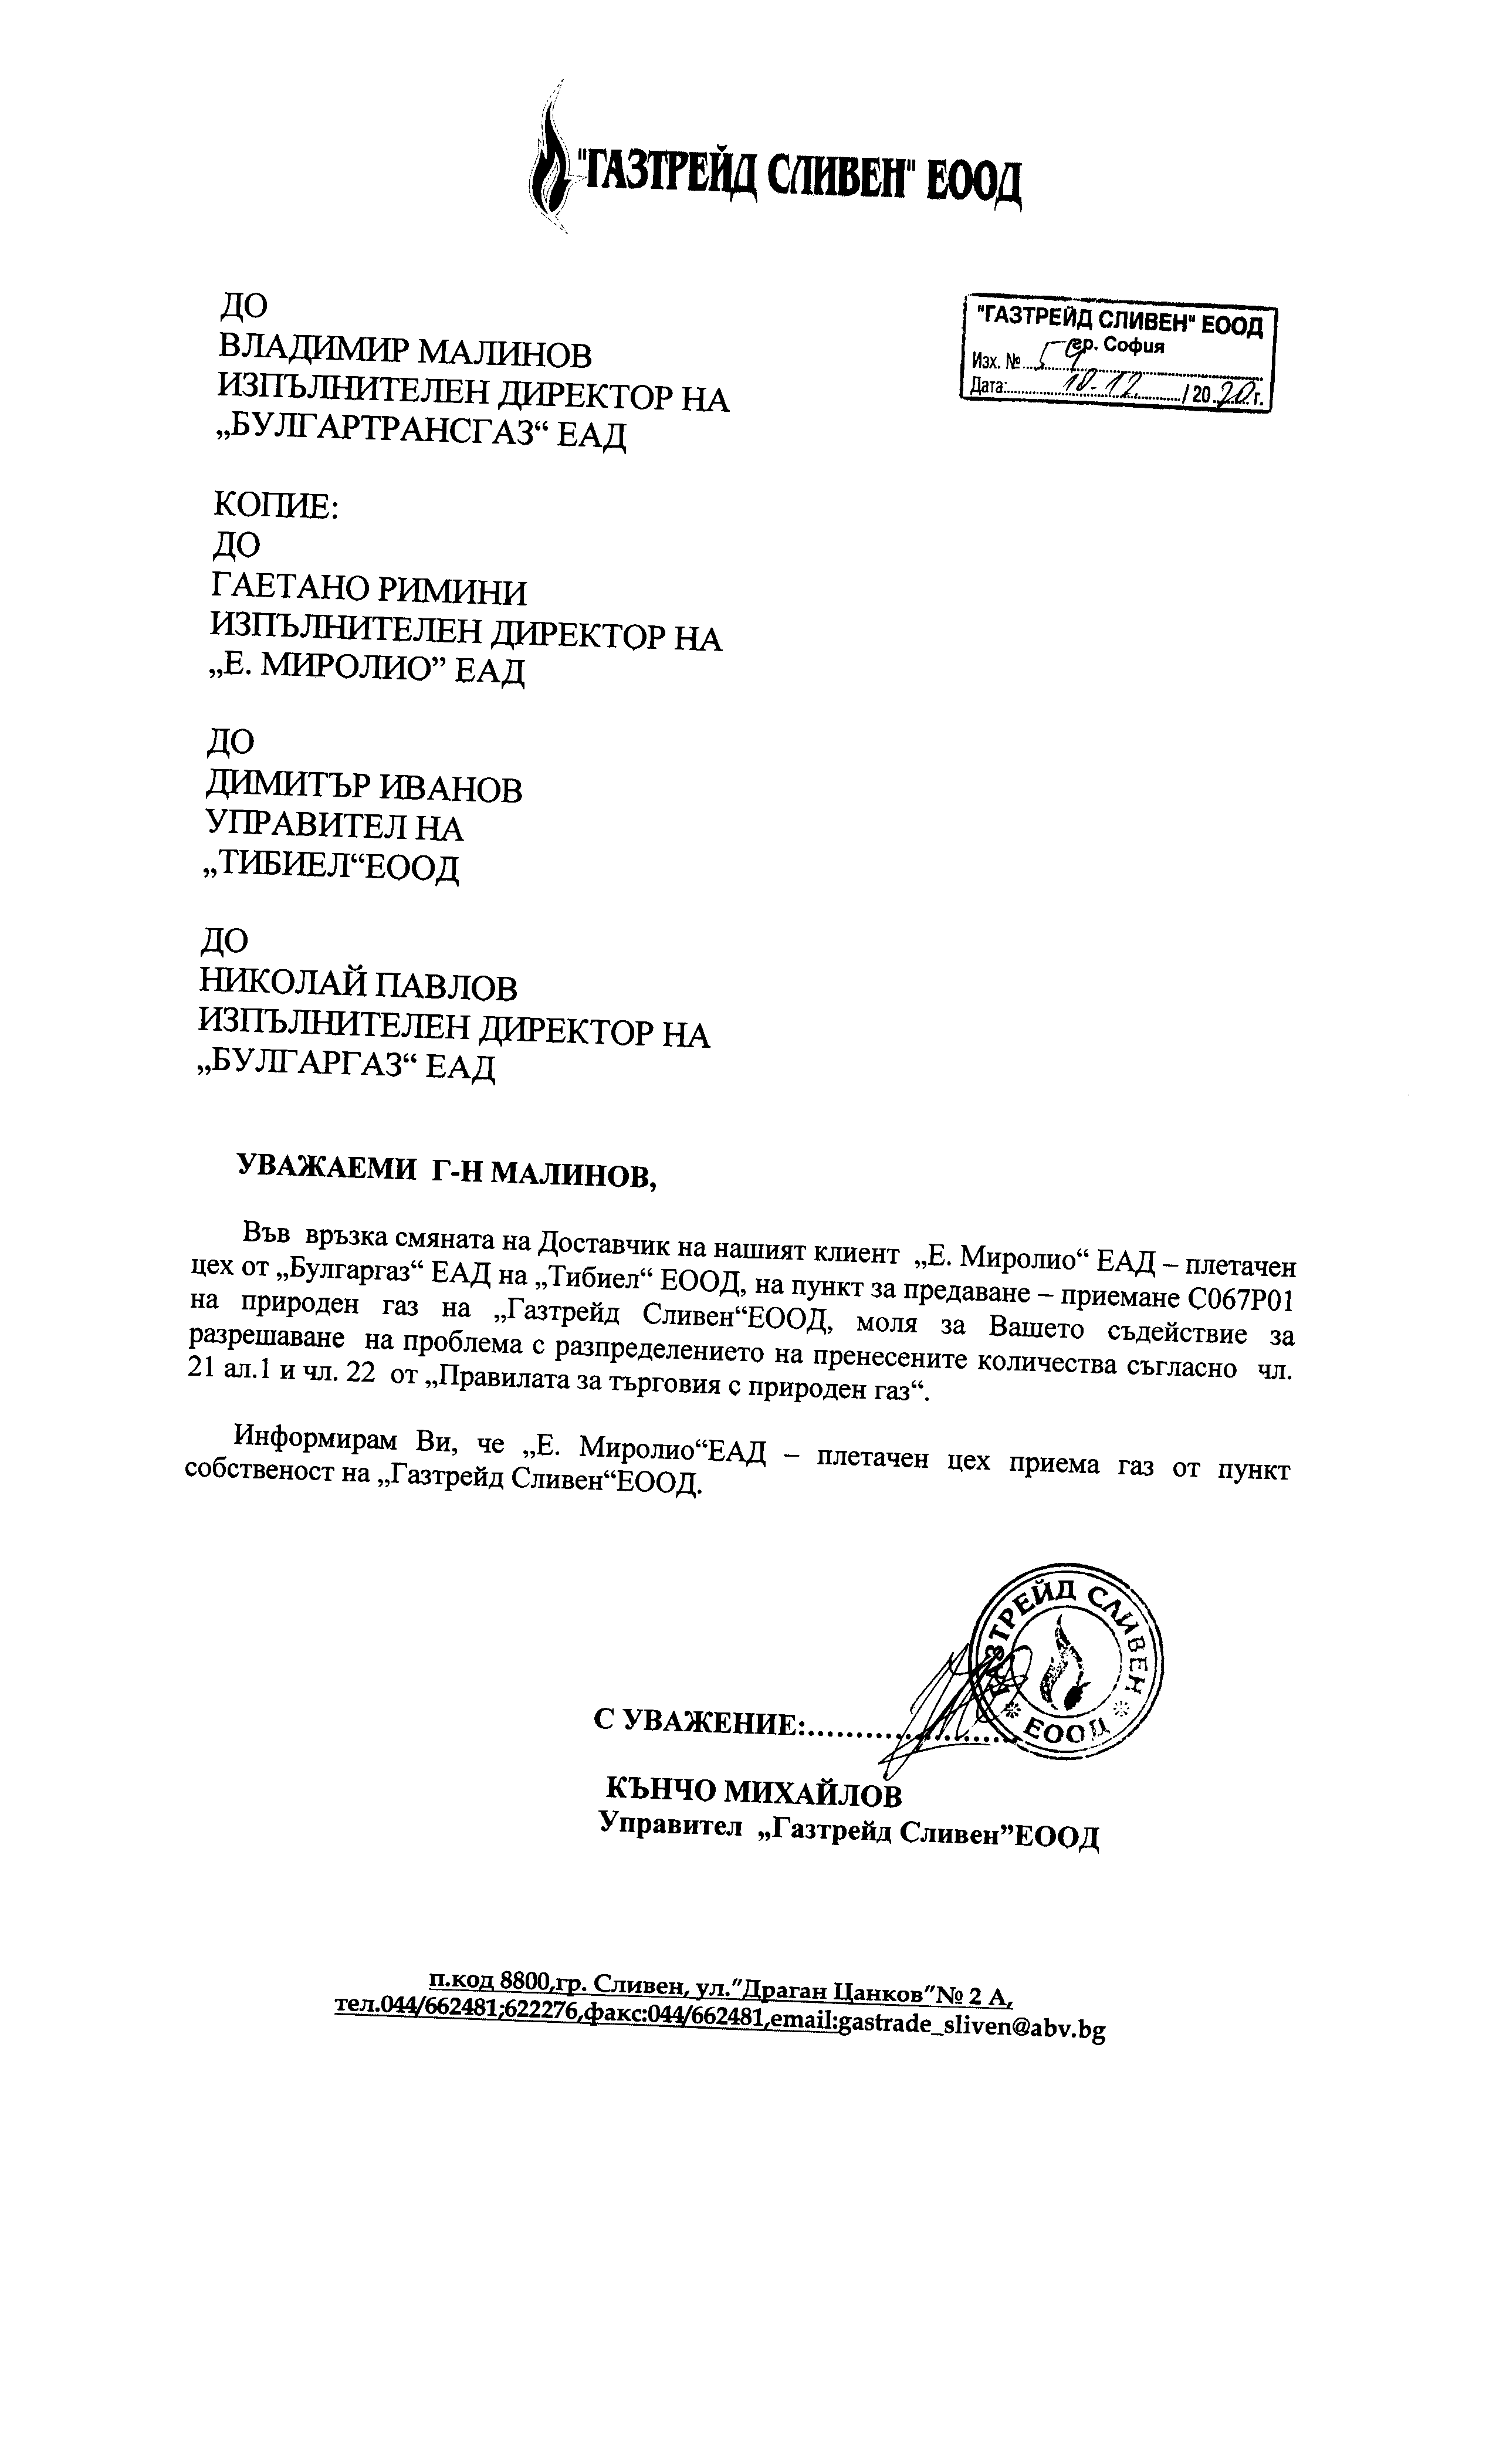 "ГАЗТРЕЙД СЛИВЕН" ЕООД
"ГАЗТРЕЙД СЛИВЕН" ЕООД
гр. София
Изх. № 59
Дата: 10.12. / 2020 г.
ДО
ВЛАДИМИР МАЛИНОВ
ИЗПЪЛНИТЕЛЕН ДИРЕКТОР НА
„БУЛГАРТРАНСГАЗ“ ЕАД
КОПИЕ:
ДО
ГАЕТАНО РИМИНИ
ИЗПЪЛНИТЕЛЕН ДИРЕКТОР НА
„Е. МИРОЛИО” ЕАД
ДО
ДИМИТЪР ИВАНОВ
УПРАВИТЕЛ НА
„ТИБИЕЛ“ЕООД
ДО
НИКОЛАЙ ПАВЛОВ
ИЗПЪЛНИТЕЛЕН ДИРЕКТОР НА
„БУЛГАРГАЗ“ ЕАД
УВАЖАЕМИ Г-Н МАЛИНОВ,
Във връзка смяната на Доставчик на нашият клиент „Е. Миролио“ ЕАД – плетачен
цех от „Булгаргаз“ ЕАД на „Тибиел“ ЕООД, на пункт за предаване – приемане C067P01
на природен газ на „Газтрейд Сливен“ЕООД, моля за Вашето съдействие за
разрешаване на проблема с разпределението на пренесените количества съгласно чл.
21 ал.1 и чл. 22 от „Правилата за търговия с природен газ“.
Информирам Ви, че „Е. Миролио“ЕАД – плетачен цех приема газ от пункт
собственост на „Газтрейд Сливен“ЕООД.
ГАЗТРЕЙД СЛИВЕН
ЕООД
С УВАЖЕНИЕ:......................
КЪНЧО МИХАЙЛОВ
Управител „Газтрейд Сливен”ЕООД
п.код 8800,гр. Сливен, ул.”Драган Цанков”№ 2 А,
тел.044/662481;622276,факс:044/662481,email:gastrade_sliven@abv.bg